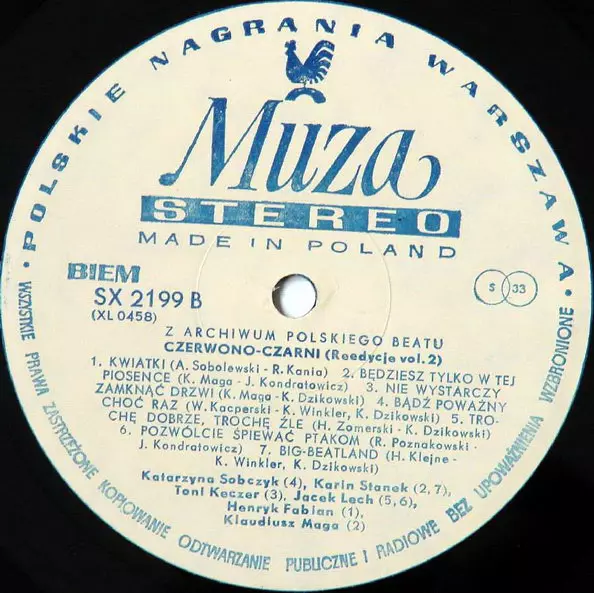 • POLSKIE NAGRANIA WARSZAWA •
Muza
STEREO
MADE IN POLAND
BIEM
SX 2199 B
(XL 0458)
S 33
Z ARCHIWUM POLSKIEGO BEATU
CZERWONO-CZARNI (Reedycje vol. 2)
1. KWIATKI (A. Sobolewski - R. Kania) 2. BĘDZIESZ TYLKO W TEJ
PIOSENCE (K. Maga - J. Kondratowicz) 3. NIE WYSTARCZY
ZAMKNĄĆ DRZWI (K. Maga - K. Dzikowski) 4. BĄDŹ POWAŻNY
CHOĆ RAZ (W. Kacperski - K. Winkler, K. Dzikowski) 5. TRO-
CHĘ DOBRZE, TROCHĘ ŹLE (H. Zomerski - K. Dzikowski)
6. POZWÓLCIE ŚPIEWAĆ PTAKOM (R. Poznakowski -
J. Kondratowicz) 7. BIG-BEATLAND (H. Klejne -
K. Winkler, K. Dzikowski)
Katarzyna Sobczyk (4), Karin Stanek (2, 7),
Toni Keczer (3), Jacek Lech (5, 6),
Henryk Fabian (1),
Klaudiusz Maga (2)
WSZYSTKIE PRAWA ZASTRZEŻONE KOPIOWANIE ODTWARZANIE PUBLICZNE I RADIOWE BEZ UPOWAŻNIENIA WZBRONIONE